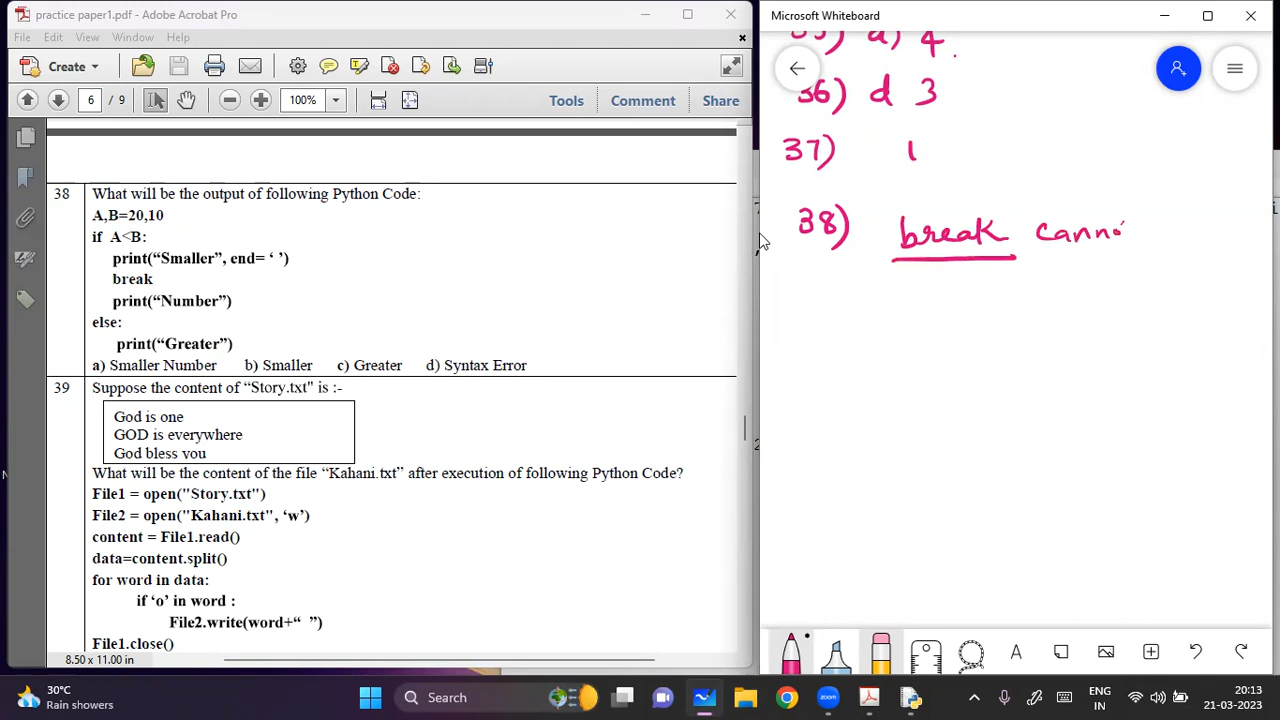 practice paper1.pdf - Adobe Acrobat Pro
File Edit View Window Help
Create
6 / 9 100% Tools Comment Share
38 What will be the output of following Python Code:
A,B=20,10
if A<B:
print(“Smaller”, end= ‘ ’)
break
print(“Number”)
else:
print(“Greater”)
a) Smaller Number b) Smaller c) Greater d) Syntax Error
39 Suppose the content of “Story.txt" is :-
God is one
GOD is everywhere
God bless you
What will be the content of the file “Kahani.txt” after execution of following Python Code?
File1 = open("Story.txt")
File2 = open("Kahani.txt", ‘w’)
content = File1.read()
data=content.split()
for word in data:
if ‘o’ in word :
File2.write(word+“ ”)
File1.close()
8.50 x 11.00 in
Microsoft Whiteboard
35) a) 4.
36) d 3
37) 1
38) break canno
30°C
Rain showers
Search
zoom
ENG
IN
20:13
21-03-2023